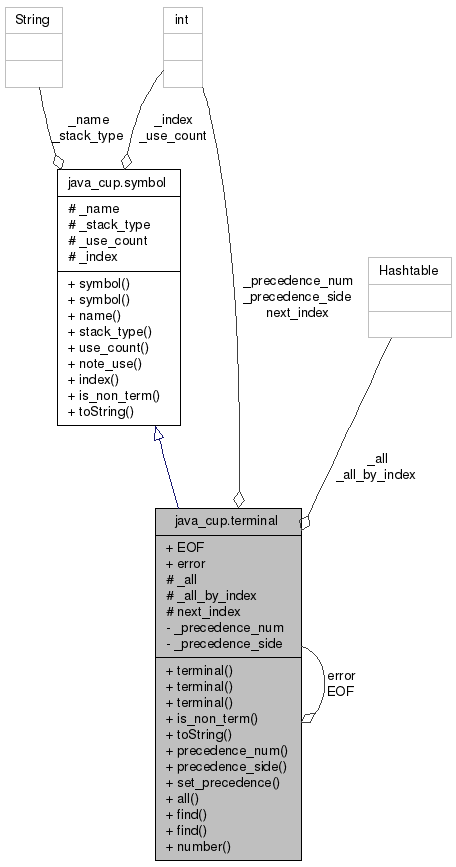 String
int
_name
_stack_type
_index
_use_count
java_cup.symbol
# _name
# _stack_type
# _use_count
# _index
+ symbol()
+ symbol()
+ name()
+ stack_type()
+ use_count()
+ note_use()
+ index()
+ is_non_term()
+ toString()
_precedence_num
_precedence_side
next_index
Hashtable
_all
_all_by_index
java_cup.terminal
+ EOF
+ error
# _all
# _all_by_index
# next_index
- _precedence_num
- _precedence_side
+ terminal()
+ terminal()
+ terminal()
+ is_non_term()
+ toString()
+ precedence_num()
+ precedence_side()
+ set_precedence()
+ all()
+ find()
+ find()
+ number()
error
EOF